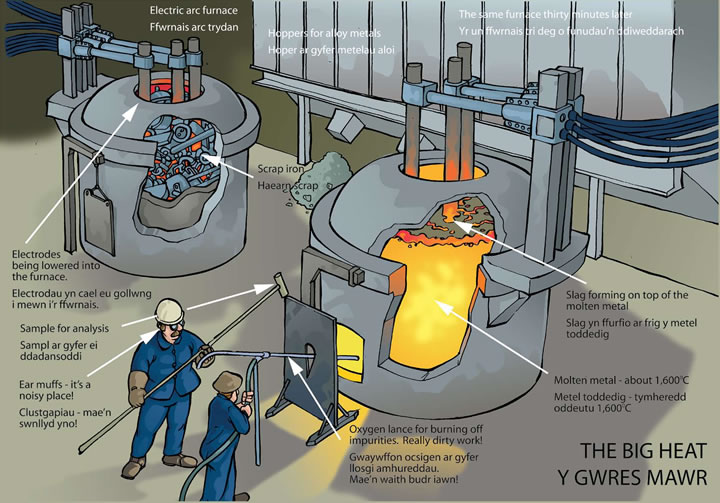 Electric arc furnace
Ffwrnais arc trydan
Hoppers for alloy metals
Hoper ar gyfer metelau aloi
The same furnace thirty minutes later
Yr un ffwrnais tri deg o funudau'n ddiweddarach
Scrap iron
Haearn scrap
Electrodes
being lowered into
the furnace.
Electrodau yn cael eu gollwng
i mewn i'r ffwrnais.
Sample for analysis
Sampl ar gyfer ei
ddadansoddi
Ear muffs - it's a
noisy place!
Clustgapiau - mae'n
swnllyd yno!
Slag forming on top of the
molten metal
Slag yn ffurfio ar frig y metel
toddedig
Molten metal - about 1,600°C
Metel toddedig - tymheredd
oddeutu 1,600°C
Oxygen lance for burning off
impurities. Really dirty work!
Gwaywffon ocsigen ar gyfer
llosgi amhureddau.
Mae'n waith budr iawn!
THE BIG HEAT
Y GWRES MAWR